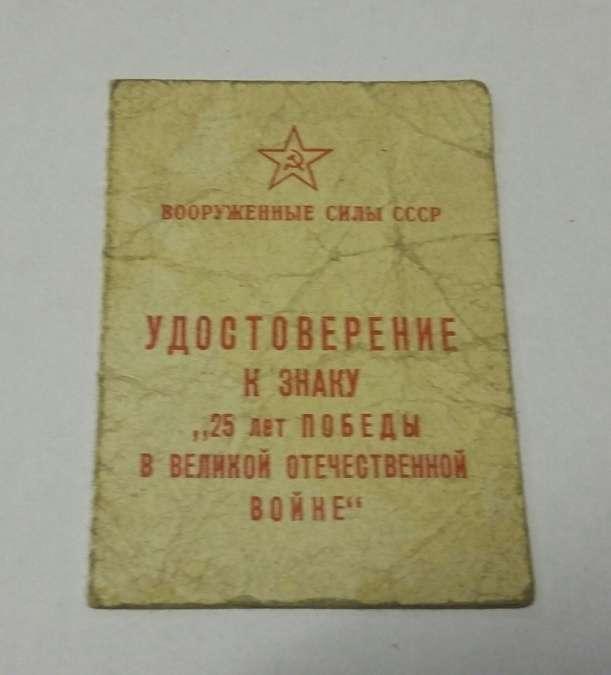 ВООРУЖЕННЫЕ СИЛЫ СССР
УДОСТОВЕРЕНИЕ
К ЗНАКУ
„25 лет ПОБЕДЫ
В ВЕЛИКОЙ ОТЕЧЕСТВЕННОЙ
ВОЙНЕ“